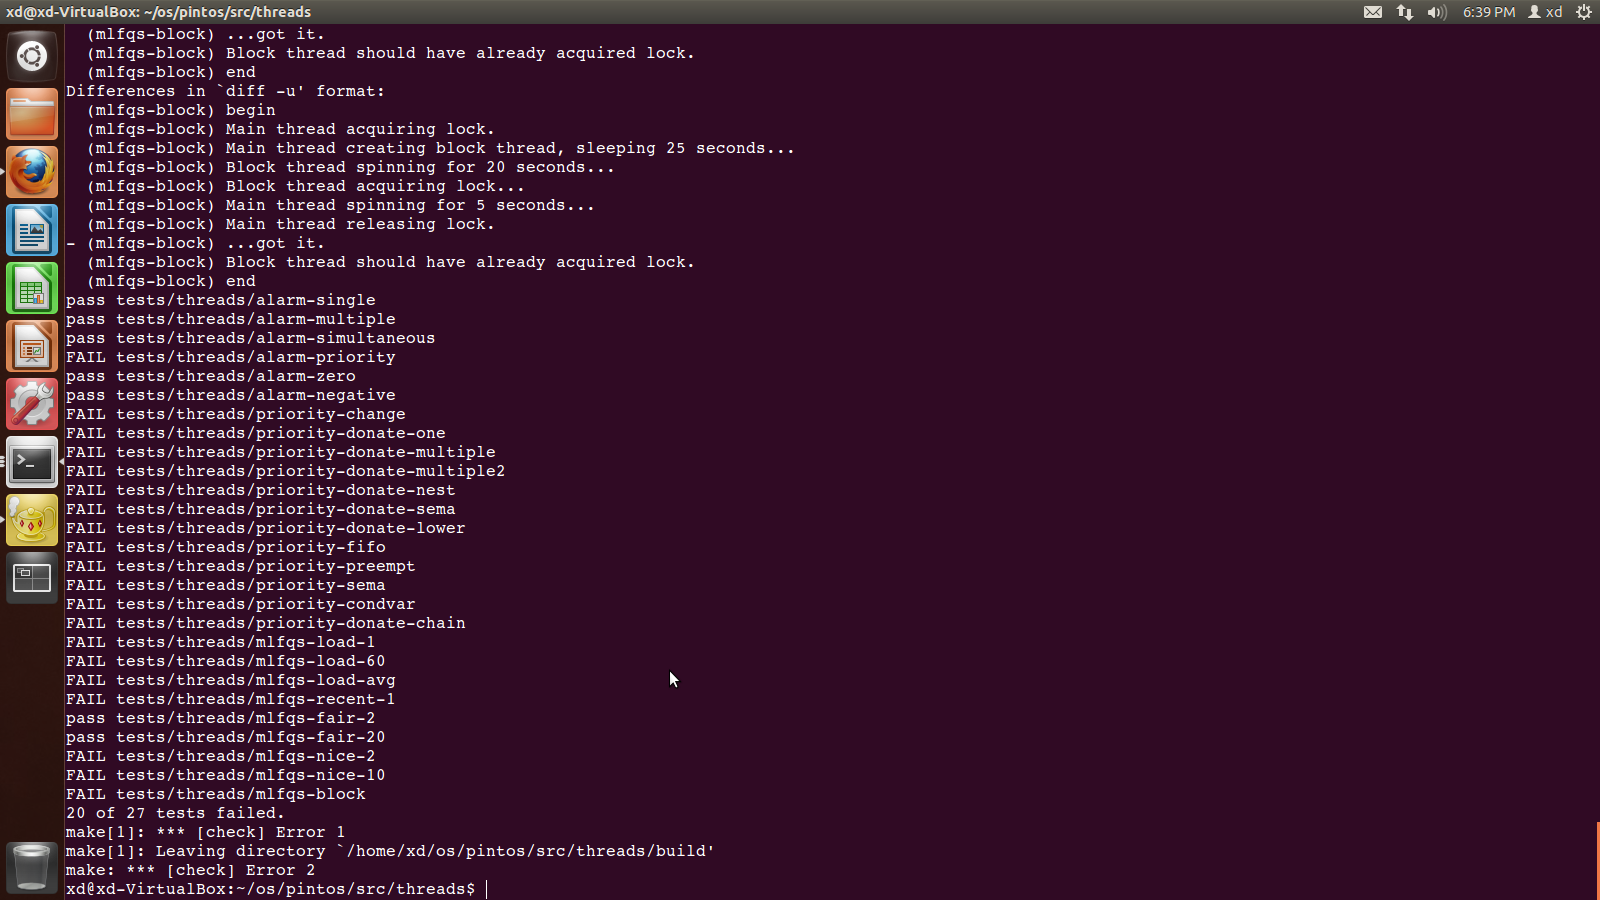 xd@xd-VirtualBox: ~/os/pintos/src/threads
6:39 PM
xd
(mlfqs-block) ...got it.
(mlfqs-block) Block thread should have already acquired lock.
(mlfqs-block) end
Differences in `diff -u' format:
(mlfqs-block) begin
(mlfqs-block) Main thread acquiring lock.
(mlfqs-block) Main thread creating block thread, sleeping 25 seconds...
(mlfqs-block) Block thread spinning for 20 seconds...
(mlfqs-block) Block thread acquiring lock...
(mlfqs-block) Main thread spinning for 5 seconds...
(mlfqs-block) Main thread releasing lock.
- (mlfqs-block) ...got it.
(mlfqs-block) Block thread should have already acquired lock.
(mlfqs-block) end
pass tests/threads/alarm-single
pass tests/threads/alarm-multiple
pass tests/threads/alarm-simultaneous
FAIL tests/threads/alarm-priority
pass tests/threads/alarm-zero
pass tests/threads/alarm-negative
FAIL tests/threads/priority-change
FAIL tests/threads/priority-donate-one
FAIL tests/threads/priority-donate-multiple
FAIL tests/threads/priority-donate-multiple2
FAIL tests/threads/priority-donate-nest
FAIL tests/threads/priority-donate-sema
FAIL tests/threads/priority-donate-lower
FAIL tests/threads/priority-fifo
FAIL tests/threads/priority-preempt
FAIL tests/threads/priority-sema
FAIL tests/threads/priority-condvar
FAIL tests/threads/priority-donate-chain
FAIL tests/threads/mlfqs-load-1
FAIL tests/threads/mlfqs-load-60
FAIL tests/threads/mlfqs-load-avg
FAIL tests/threads/mlfqs-recent-1
pass tests/threads/mlfqs-fair-2
pass tests/threads/mlfqs-fair-20
FAIL tests/threads/mlfqs-nice-2
FAIL tests/threads/mlfqs-nice-10
FAIL tests/threads/mlfqs-block
20 of 27 tests failed.
make[1]: *** [check] Error 1
make[1]: Leaving directory `/home/xd/os/pintos/src/threads/build'
make: *** [check] Error 2
xd@xd-VirtualBox:~/os/pintos/src/threads$